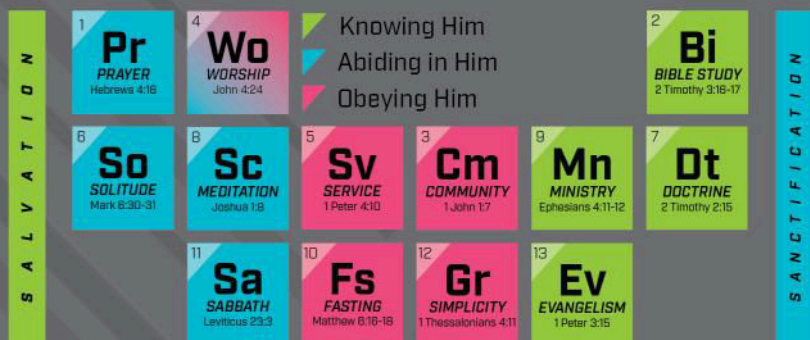 SALVATION
1
Pr
PRAYER
Hebrews 4:16
4
Wo
WORSHIP
John 4:24
Knowing Him
Abiding in Him
Obeying Him
2
Bi
BIBLE STUDY
2 Timothy 3:16-17
6
So
SOLITUDE
Mark 6:30-31
8
Sc
MEDITATION
Joshua 1:8
5
Sv
SERVICE
1 Peter 4:10
3
Cm
COMMUNITY
1 John 1:7
9
Mn
MINISTRY
Ephesians 4:11-12
7
Dt
DOCTRINE
2 Timothy 2:15
11
Sa
SABBATH
Leviticus 23:3
10
Fs
FASTING
Matthew 6:16-18
12
Gr
SIMPLICITY
1 Thessalonians 4:11
13
Ev
EVANGELISM
1 Peter 3:15
SANCTIFICATION